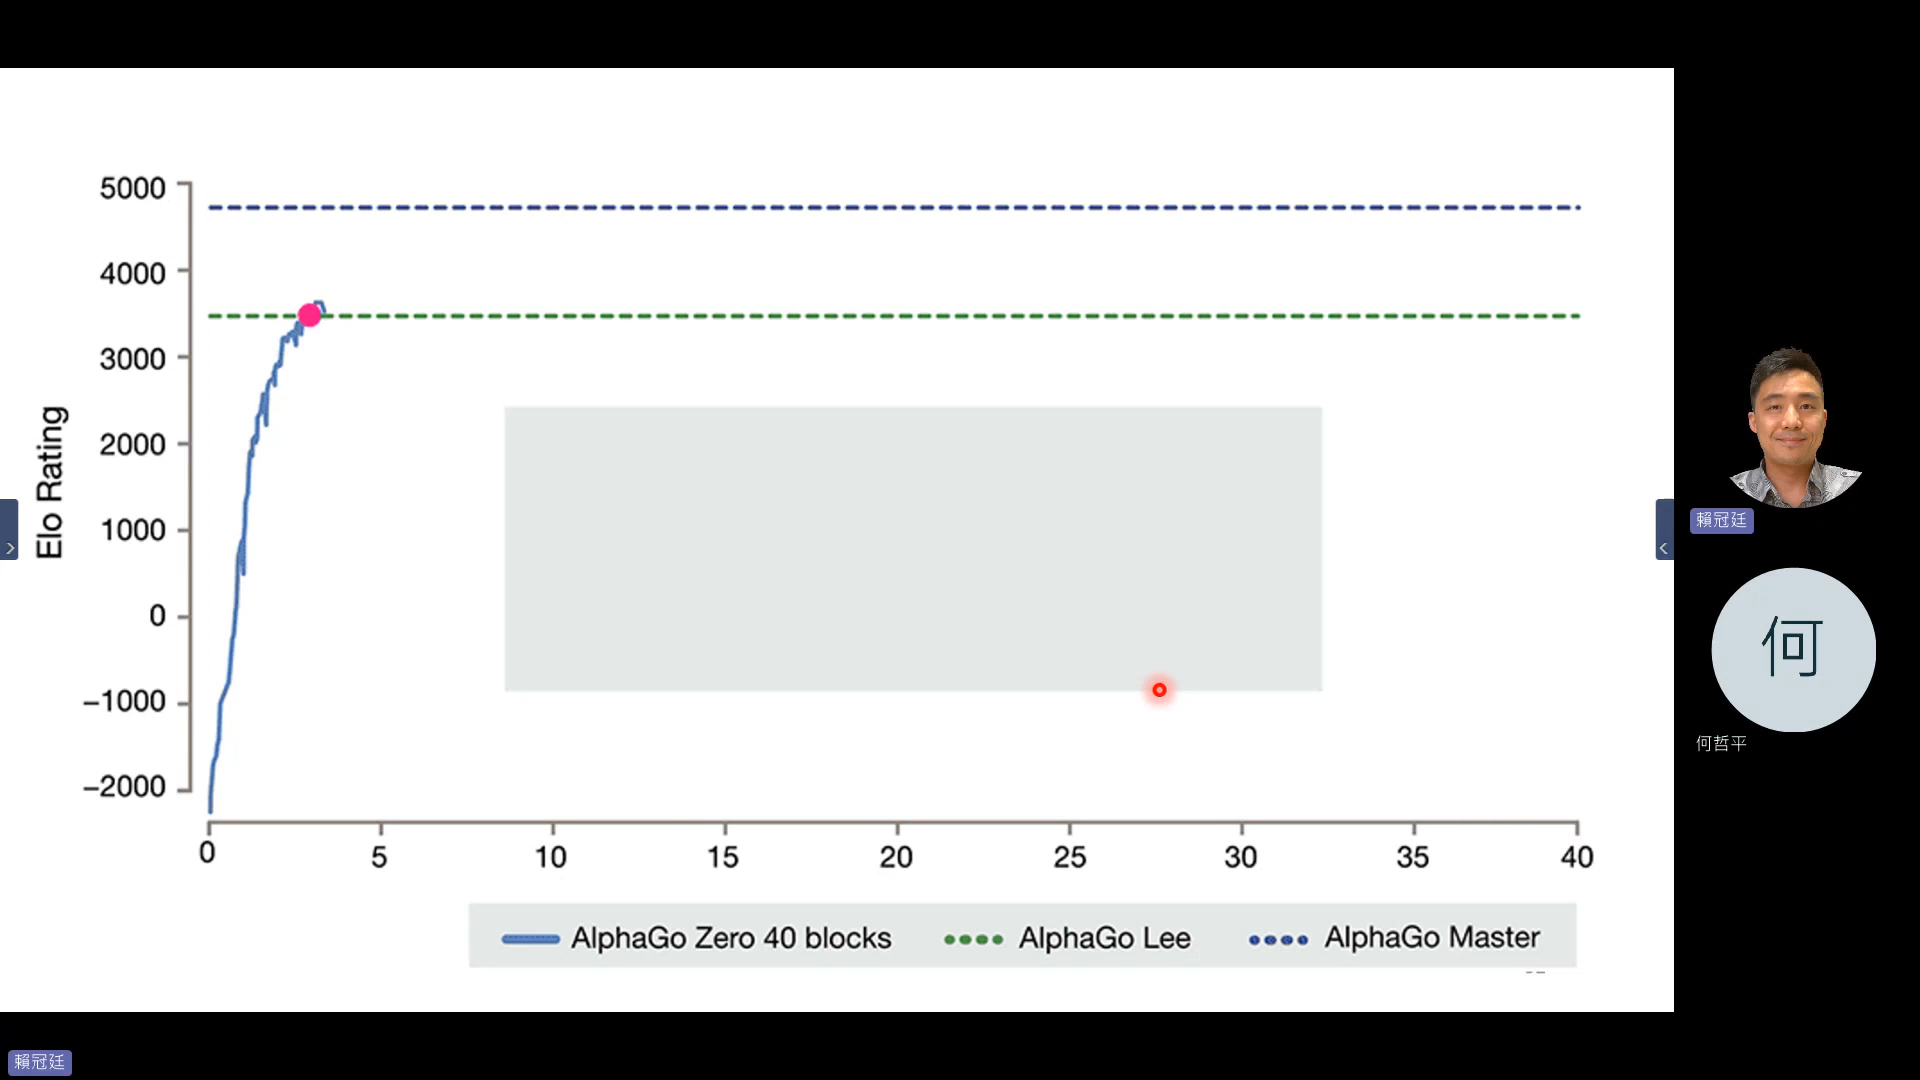 5000
4000
3000
2000
1000
0
−1000
−2000
Elo Rating
0 5 10 15 20 25 30 35 40
AlphaGo Zero 40 blocks AlphaGo Lee AlphaGo Master
賴冠廷
何
何哲平
賴冠廷